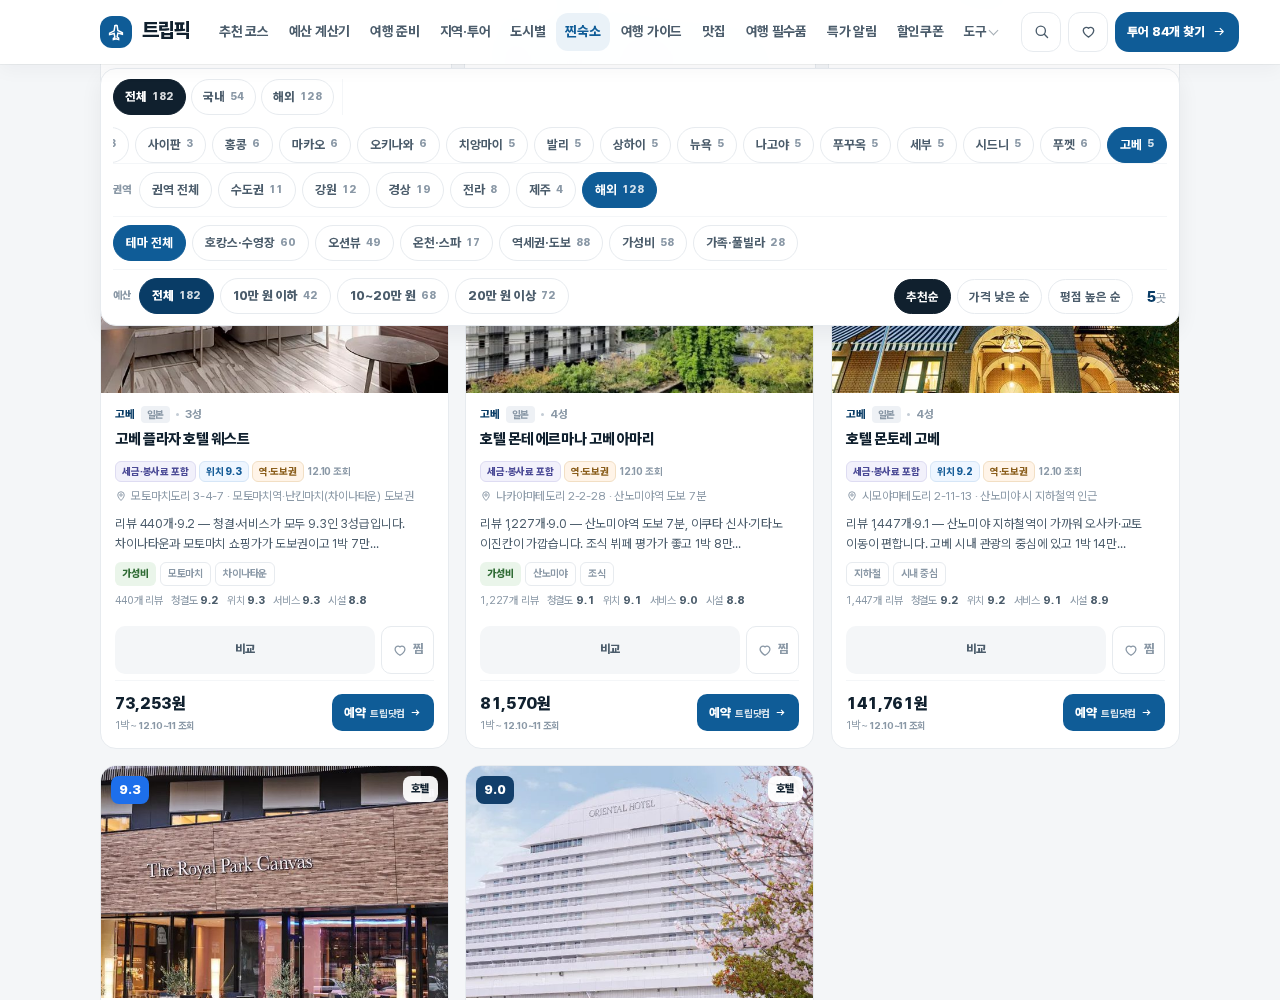 트립픽 추천 코스 예산 계산기 여행 준비 지역·투어 도시별 찐숙소 여행 가이드 맛집 여행 필수품 특가 알림 할인쿠폰 도구 투어 84개 찾기 →
전체 182 국내 54 해외 128
사이판 3 홍콩 6 마카오 6 오키나와 6 치앙마이 5 발리 5 상하이 5 뉴욕 5 나고야 5 푸꾸옥 5 세부 5 시드니 5 푸껫 6 고베 5
권역 권역 전체 수도권 11 강원 12 경상 19 전라 8 제주 4 해외 128
테마 전체 호캉스·수영장 60 오션뷰 49 온천·스파 17 역세권·도보 88 가성비 58 가족·풀빌라 28
예산 전체 182 10만 원 이하 42 10~20만 원 68 20만 원 이상 72 추천순 가격 낮은 순 평점 높은 순 5곳
고베 일본 • 3성
고베 플라자 호텔 웨스트
세금·봉사료 포함 위치 9.3 역·도보권 12.10 조회
모토마치도리 3-4-7 · 모토마치역·난킨마치(차이나타운) 도보권
리뷰 440개·9.2 — 청결·서비스가 모두 9.3인 3성급입니다.
차이나타운과 모토마치 쇼핑가가 도보권이고 1박 7만...
가성비 모토마치 차이나타운
440개 리뷰 청결도 9.2 위치 9.3 서비스 9.3 시설 8.8
비교 찜
73,253원
1박~ 12.10~11 조회
예약 트립닷컴 →
고베 일본 • 4성
호텔 몬테 에르마나 고베 아마리
세금·봉사료 포함 역·도보권 12.10 조회
나카야마테도리 2-2-28 · 산노미야역 도보 7분
리뷰 1,227개·9.0 — 산노미야역 도보 7분, 이쿠타 신사·기타노
이진칸이 가깝습니다. 조식 뷔페 평가가 좋고 1박 8만...
가성비 산노미야 조식
1,227개 리뷰 청결도 9.1 위치 9.1 서비스 9.0 시설 8.8
비교 찜
81,570원
1박~ 12.10~11 조회
예약 트립닷컴 →
고베 일본 • 4성
호텔 몬토레 고베
세금·봉사료 포함 위치 9.2 역·도보권 12.10 조회
시모야마테도리 2-11-13 · 산노미야 시 지하철역 인근
리뷰 1,447개·9.1 — 산노미야 지하철역이 가까워 오사카·교토
이동이 편합니다. 고베 시내 관광의 중심에 있고 1박 14만...
지하철 시내 중심
1,447개 리뷰 청결도 9.2 위치 9.2 서비스 9.1 시설 8.9
비교 찜
141,761원
1박~ 12.10~11 조회
예약 트립닷컴 →
9.3 호텔
The Royal Park Canvas
9.0 호텔
ORIENTAL HOTEL